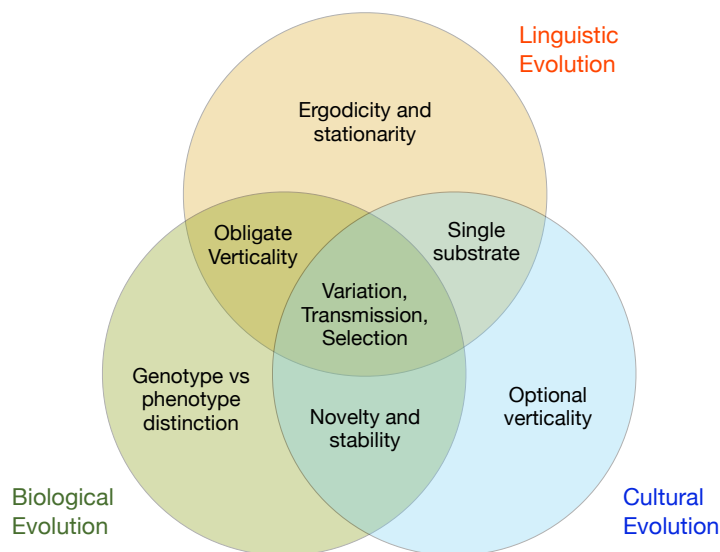 Linguistic
Evolution
Ergodicity and
stationarity
Obligate
Verticality
Single
substrate
Variation,
Transmission,
Selection
Genotype vs
phenotype
distinction
Novelty and
stability
Optional
verticality
Biological
Evolution
Cultural
Evolution